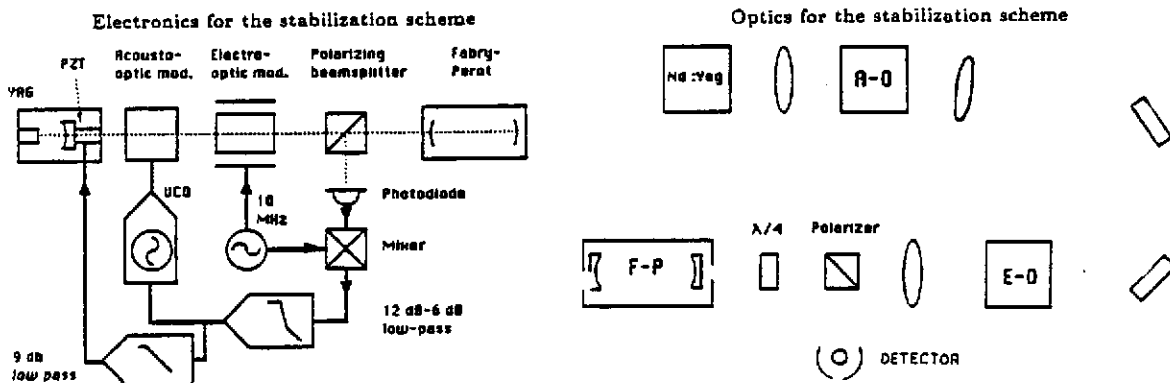 Electronics for the stabilization scheme
PZT
Acousto-
optic mod.
Electro-
optic mod.
Polarizing
beamsplitter
Fabry-
Perot
YAG
VCO
10
MHz
Photodiode
Mixer
12 dB-6 dB
low-pass
9 db
low pass
Optics for the stabilization scheme
Nd:Yag
A-O
λ/4
Polarizer
F-P
E-O
DETECTOR